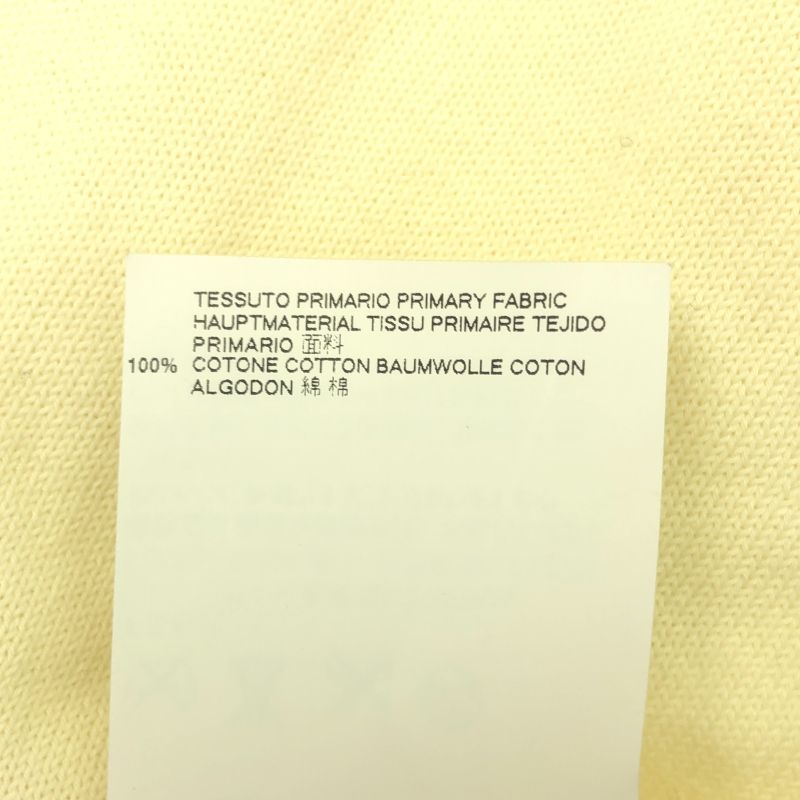 TESSUTO PRIMARIO PRIMARY FABRIC
HAUPTMATERIAL TISSU PRIMAIRE TEJIDO
PRIMARIO 面料
100% COTONE COTTON BAUMWOLLE COTON
ALGODON 綿 棉